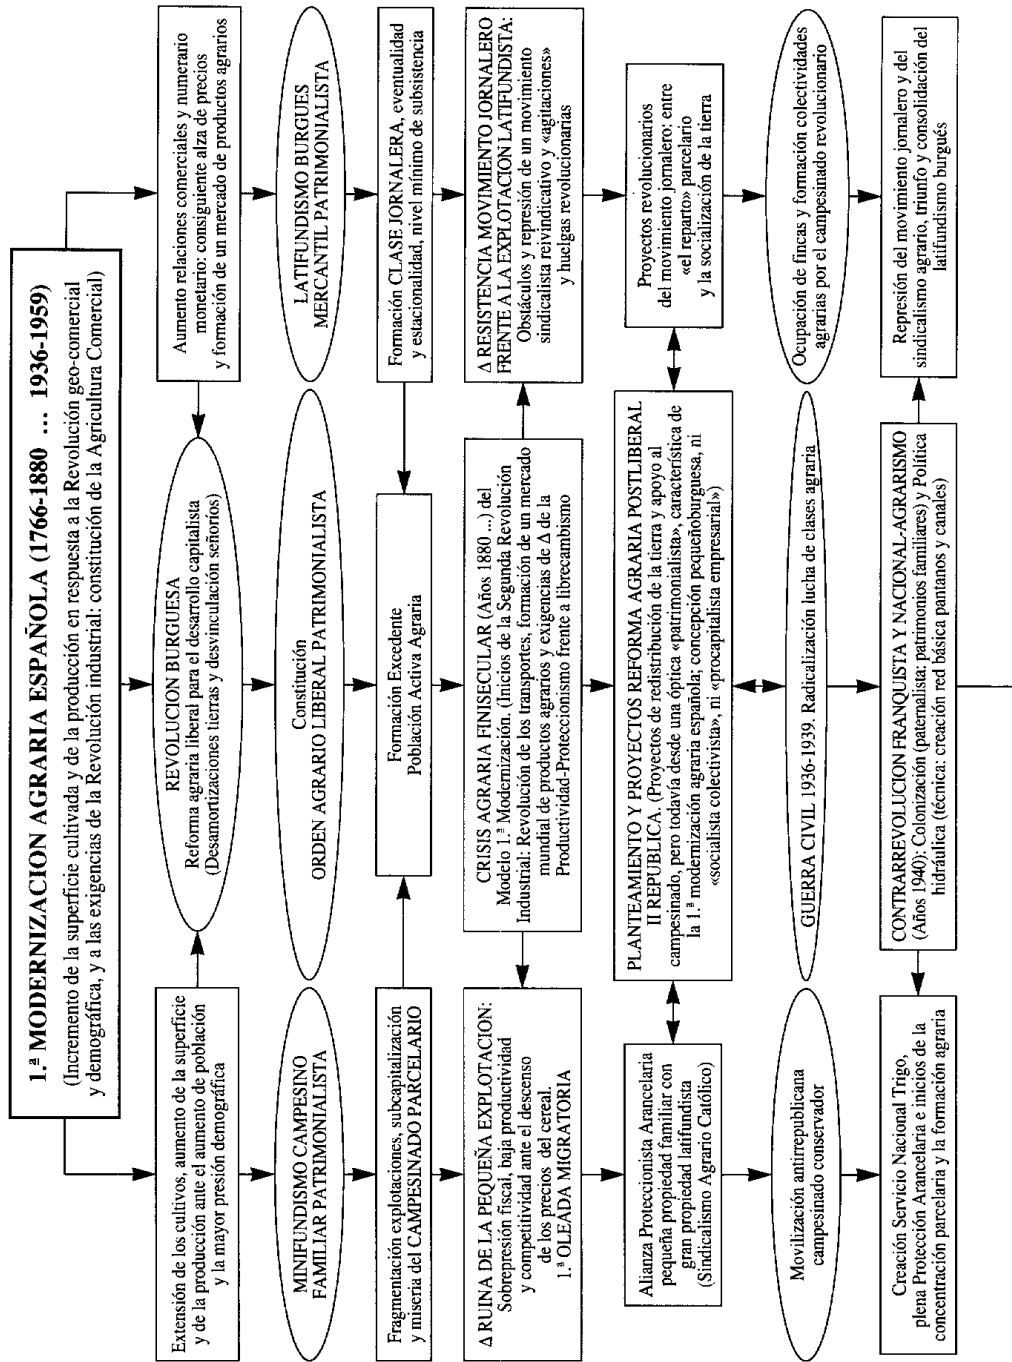 1.ª MODERNIZACION AGRARIA ESPAÑOLA (1766-1880 ... 1936-1959)
(Incremento de la superficie cultivada y de la producción en respuesta a la Revolución geo-comercial
y demográfica, y a las exigencias de la Revolución industrial: constitución de la Agricultura Comercial)
Extensión de los cultivos, aumento de la superficie
y de la producción ante el aumento de población
y la mayor presión demográfica
REVOLUCION BURGUESA
Reforma agraria liberal para el desarrollo capitalista
(Desamortizaciones tierras y desvinculación señoríos)
Aumento relaciones comerciales y numerario
monetario: consiguiente alza de precios
y formación de un mercado de productos agrarios
MINIFUNDISMO CAMPESINO
FAMILIAR PATRIMONIALISTA
Constitución
ORDEN AGRARIO LIBERAL PATRIMONIALISTA
LATIFUNDISMO BURGUES
MERCANTIL PATRIMONIALISTA
Fragmentación explotaciones, subcapitalización
y miseria del CAMPESINADO PARCELARIO
Formación Excedente
Población Activa Agraria
Formación CLASE JORNALERA, eventualidad
y estacionalidad, nivel mínimo de subsistencia
Δ RUINA DE LA PEQUEÑA EXPLOTACION:
Sobrepresión fiscal, baja productividad
y competitividad ante el descenso
de los precios del cereal.
1.ª OLEADA MIGRATORIA
CRISIS AGRARIA FINISECULAR (Años 1880...) del
Modelo 1.ª Modernización. (Inicios de la Segunda Revolución
Industrial: Revolución de los transportes, formación de un mercado
mundial de productos agrarios y exigencias de Δ de la
Productividad-Proteccionismo frente a librecambismo
Δ RESISTENCIA MOVIMIENTO JORNALERO
FRENTE A LA EXPLOTACION LATIFUNDISTA:
Obstáculos y represión de un movimiento
sindicalista reivindicativo y «agitaciones»
y huelgas revolucionarias
Alianza Proteccionista Arancelaria
pequeña propiedad familiar con
gran propiedad latifundista
(Sindicalismo Agrario Católico)
PLANTEAMIENTO Y PROYECTOS REFORMA AGRARIA POSTLIBERAL
II REPUBLICA. (Proyectos de redistribución de la tierra y apoyo al
campesinado, pero todavía desde una óptica «patrimonialista», característica de
la 1.ª modernización agraria española; concepción pequeñoburguesa, ni
«socialista colectivista», ni «procapitalista empresarial»)
Proyectos revolucionarios
del movimiento jornalero: entre
«el reparto» parcelario
y la socialización de la tierra
Movilización antirrepublicana
campesinado conservador
GUERRA CIVIL 1936-1939. Radicalización lucha de clases agraria
Ocupación de fincas y formación colectividades
agrarias por el campesinado revolucionario
Creación Servicio Nacional Trigo,
plena Protección Arancelaria e inicios de la
concentración parcelaria y la formación agraria
CONTRARREVOLUCION FRANQUISTA Y NACIONAL-AGRARISMO
(Años 1940): Colonización (paternalista: patrimonios familiares) y Política
hidráulica (técnica: creación red básica pantanos y canales)
Represión del movimiento jornalero y del
sindicalismo agrario, triunfo y consolidación del
latifundismo burgués